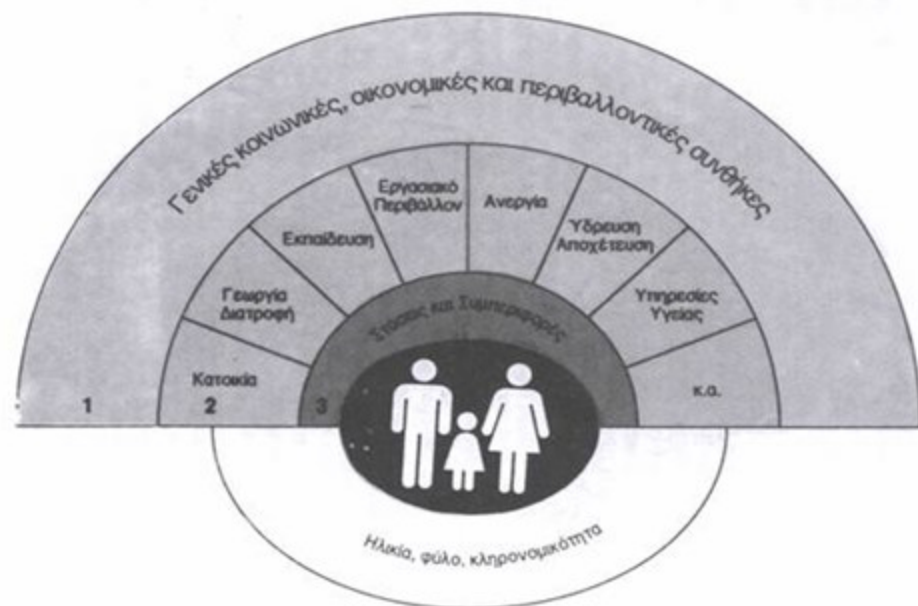 Γενικές κοινωνικές, οικονομικές και περιβαλλοντικές συνθήκες
Εργασιακό
Περιβάλλον
Ανεργία
Εκπαίδευση
Ύδρευση
Αποχέτευση
Γεωργία
Διατροφή
Υπηρεσίες
Υγείας
Στάσεις και Συμπεριφορές
Κατοικία
κ.α.
1
2
3
Ηλικία, φύλο, κληρονομικότητα